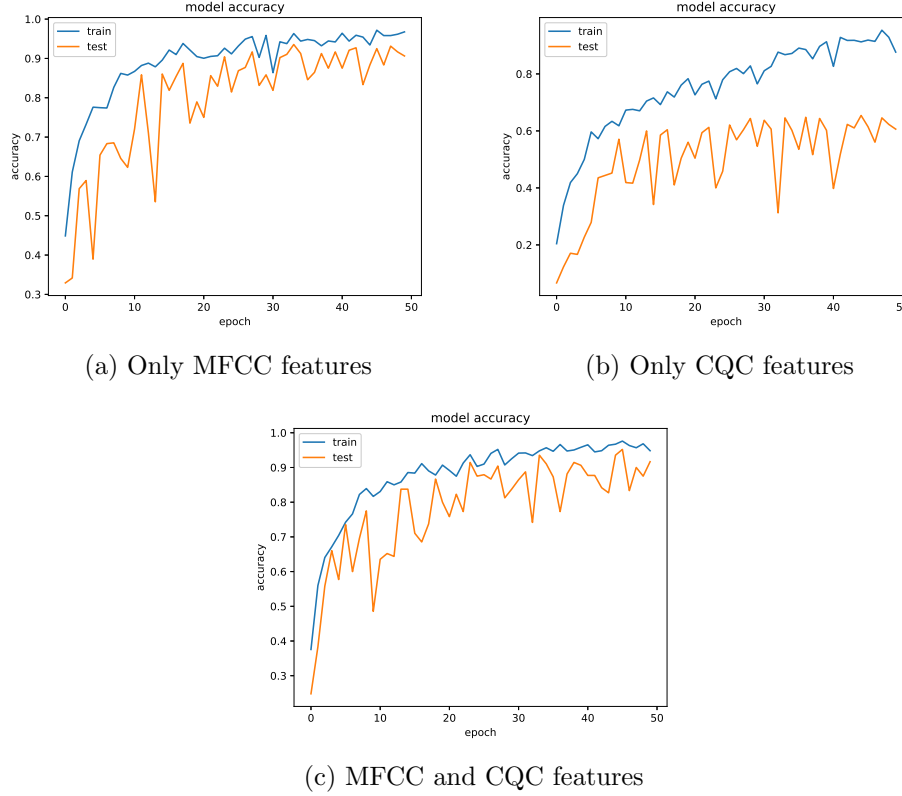 model accuracy
train
test
accuracy
1.0
0.9
0.8
0.7
0.6
0.5
0.4
0.3
0 10 20 30 40 50
epoch
(a) Only MFCC features
model accuracy
train
test
accuracy
0.8
0.6
0.4
0.2
0 10 20 30 40
epoch
(b) Only CQC features
model accuracy
train
test
accuracy
1.0
0.9
0.8
0.7
0.6
0.5
0.4
0.3
0 10 20 30 40 50
epoch
(c) MFCC and CQC features